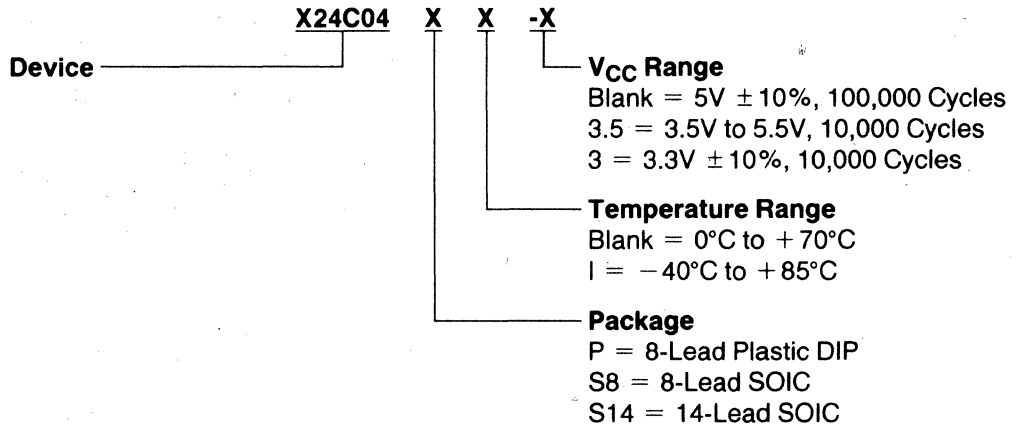 X24C04 X X -X
Device
VCC Range
Blank = 5V ±10%, 100,000 Cycles
3.5 = 3.5V to 5.5V, 10,000 Cycles
3 = 3.3V ±10%, 10,000 Cycles
Temperature Range
Blank = 0°C to +70°C
I = −40°C to +85°C
Package
P = 8-Lead Plastic DIP
S8 = 8-Lead SOIC
S14 = 14-Lead SOIC